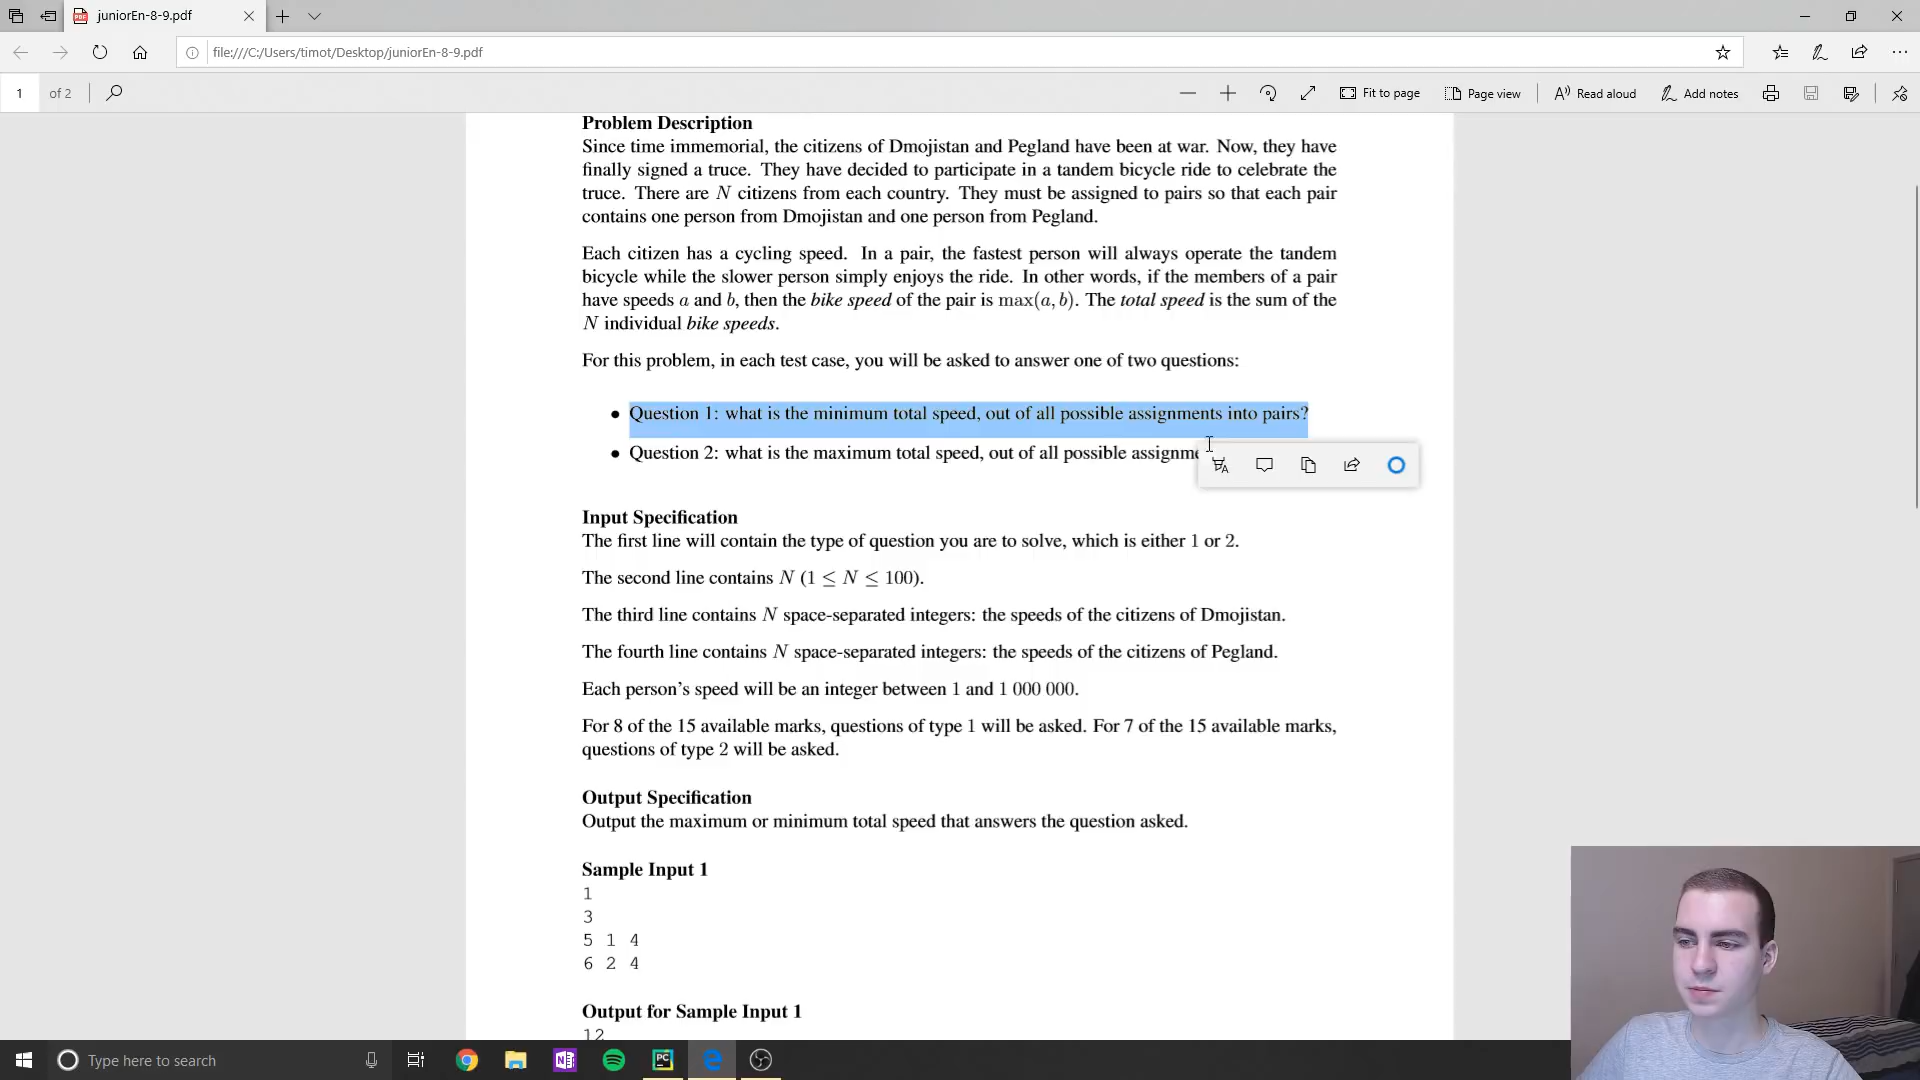 juniorEn-8-9.pdf
file:///C:/Users/timot/Desktop/juniorEn-8-9.pdf
1 of 2 Fit to page Page view Read aloud Add notes
Problem Description
Since time immemorial, the citizens of Dmojistan and Pegland have been at war. Now, they have
finally signed a truce. They have decided to participate in a tandem bicycle ride to celebrate the
truce. There are N citizens from each country. They must be assigned to pairs so that each pair
contains one person from Dmojistan and one person from Pegland.
Each citizen has a cycling speed. In a pair, the fastest person will always operate the tandem
bicycle while the slower person simply enjoys the ride. In other words, if the members of a pair
have speeds a and b, then the bike speed of the pair is max(a, b). The total speed is the sum of the
N individual bike speeds.
For this problem, in each test case, you will be asked to answer one of two questions:
• Question 1: what is the minimum total speed, out of all possible assignments into pairs?
• Question 2: what is the maximum total speed, out of all possible assignme
Input Specification
The first line will contain the type of question you are to solve, which is either 1 or 2.
The second line contains N (1 ≤ N ≤ 100).
The third line contains N space-separated integers: the speeds of the citizens of Dmojistan.
The fourth line contains N space-separated integers: the speeds of the citizens of Pegland.
Each person's speed will be an integer between 1 and 1 000 000.
For 8 of the 15 available marks, questions of type 1 will be asked. For 7 of the 15 available marks,
questions of type 2 will be asked.
Output Specification
Output the maximum or minimum total speed that answers the question asked.
Sample Input 1
1
3
5 1 4
6 2 4
Output for Sample Input 1
12
Type here to search